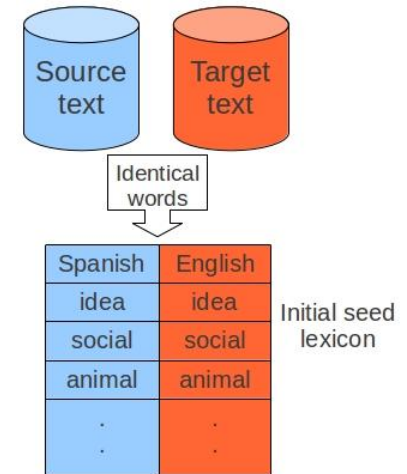 Source
text
Target
text
Identical
words
Spanish English
idea idea
social social
animal animal
. .
. .
Initial seed
lexicon